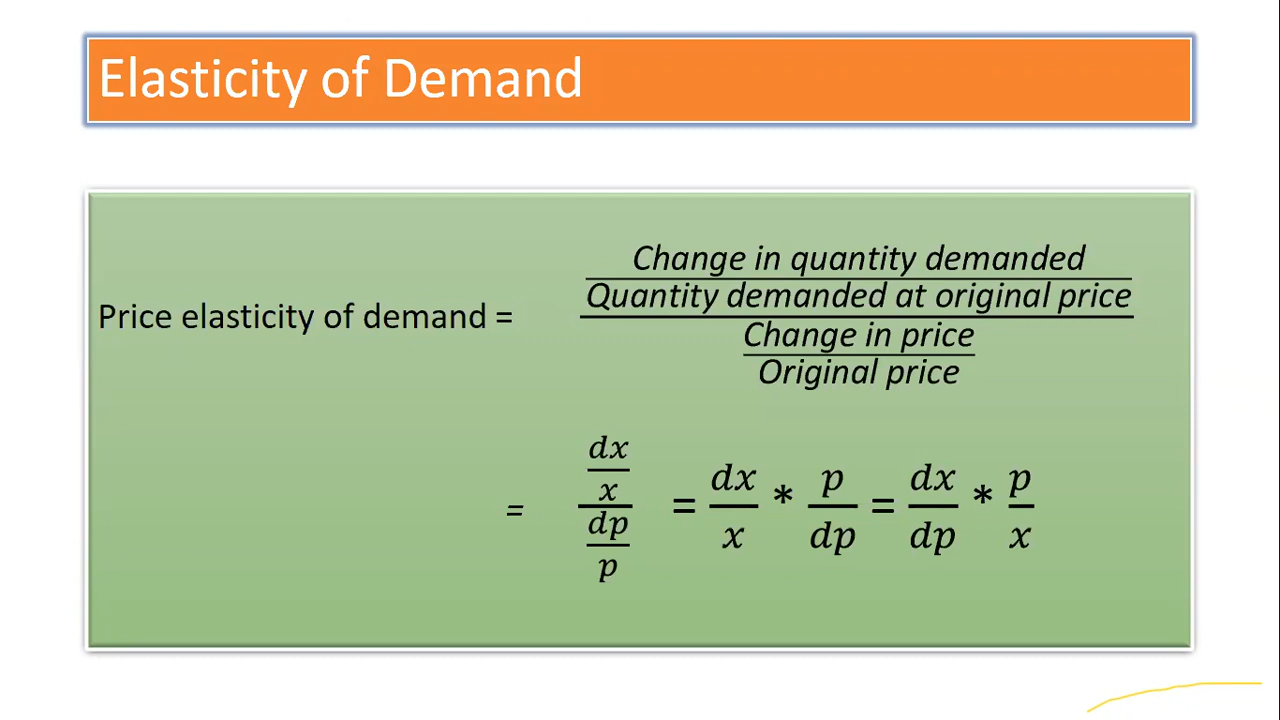 Elasticity of Demand
Change in quantity demanded
Quantity demanded at original price
Price elasticity of demand =
Change in price
Original price
dx
x
dp
p
= dx/x * p/dp = dx/dp * p/x
=